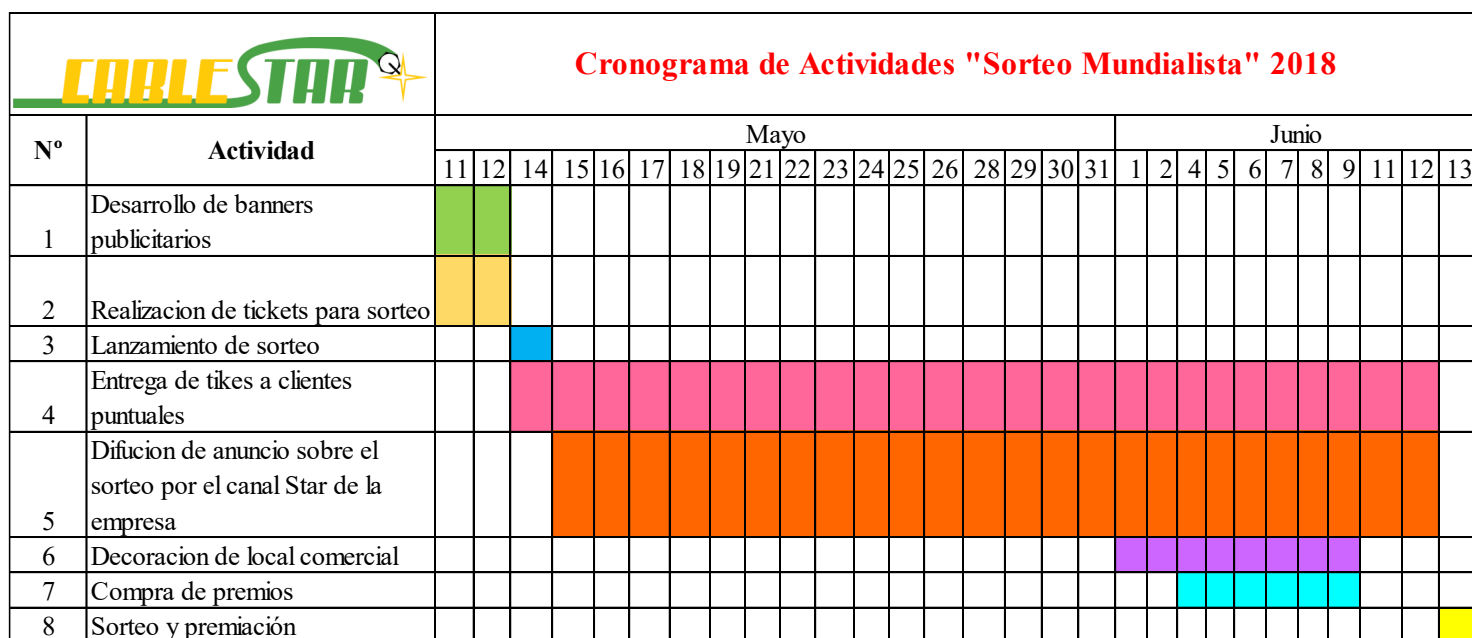 CABLE STAR
Cronograma de Actividades "Sorteo Mundialista" 2018
Nº Actividad Mayo Junio
11 12 14 15 16 17 18 19 21 22 23 24 25 26 28 29 30 31 1 2 4 5 6 7 8 9 11 12 13
Desarrollo de banners
1 publicitarios
2 Realizacion de tickets para sorteo
3 Lanzamiento de sorteo
Entrega de tikes a clientes
4 puntuales
Difucion de anuncio sobre el
sorteo por el canal Star de la
5 empresa
6 Decoracion de local comercial
7 Compra de premios
8 Sorteo y premiación